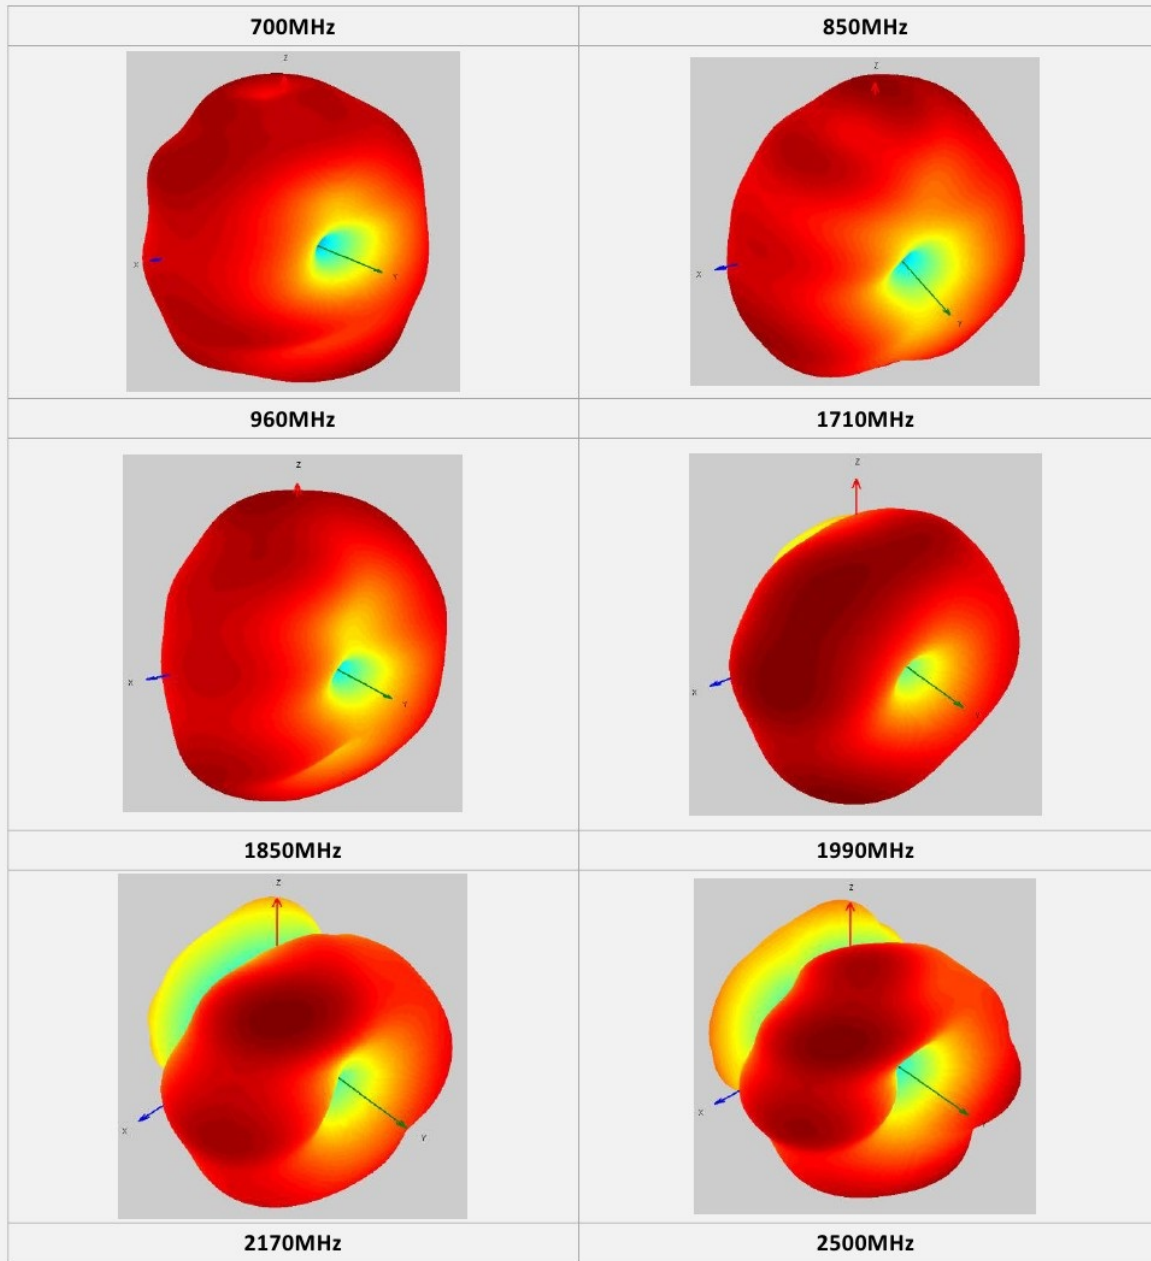 700MHz 850MHz
Z Z
X Y X Y
960MHz 1710MHz
Z Z
X Y X
1850MHz 1990MHz
Z Z
X Y X
2170MHz 2500MHz